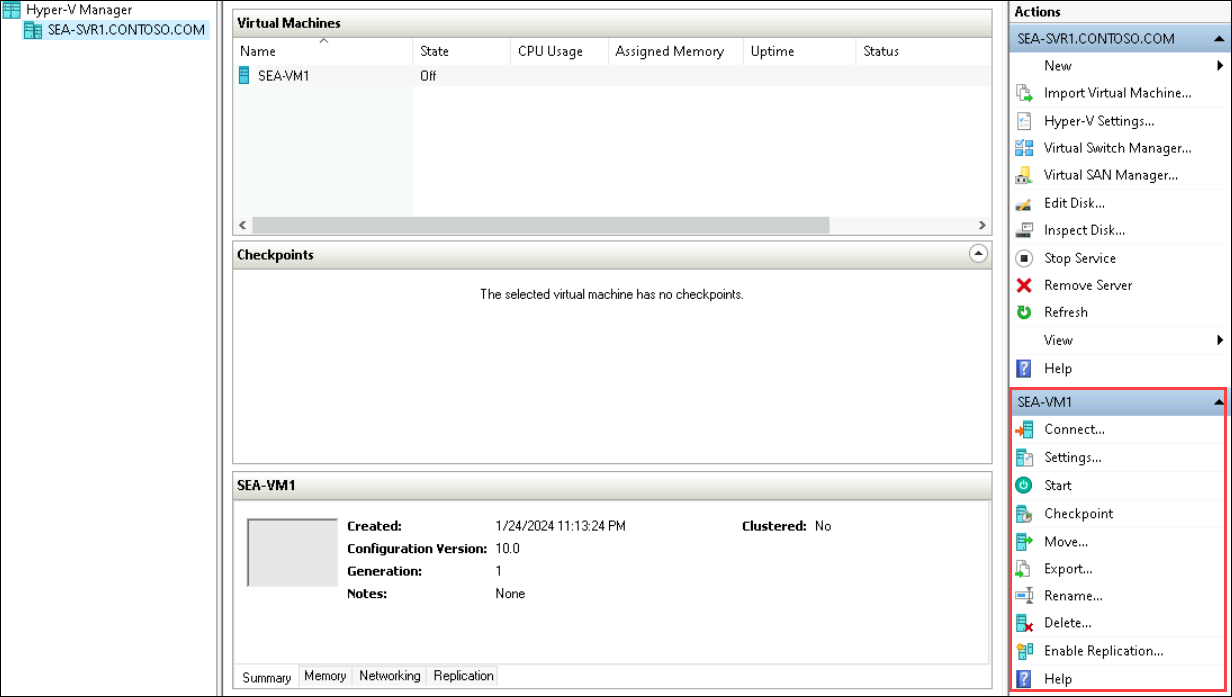 Hyper-V Manager
SEA-SVR1.CONTOSO.COM
Virtual Machines
Name State CPU Usage Assigned Memory Uptime Status
SEA-VM1 Off
Checkpoints
The selected virtual machine has no checkpoints.
SEA-VM1
Created: 1/24/2024 11:13:24 PM Clustered: No
Configuration Version: 10.0
Generation: 1
Notes: None
Summary Memory Networking Replication
Actions
SEA-SVR1.CONTOSO.COM
New
Import Virtual Machine...
Hyper-V Settings...
Virtual Switch Manager...
Virtual SAN Manager...
Edit Disk...
Inspect Disk...
Stop Service
Remove Server
Refresh
View
Help
SEA-VM1
Connect...
Settings...
Start
Checkpoint
Move...
Export...
Rename...
Delete...
Enable Replication...
Help